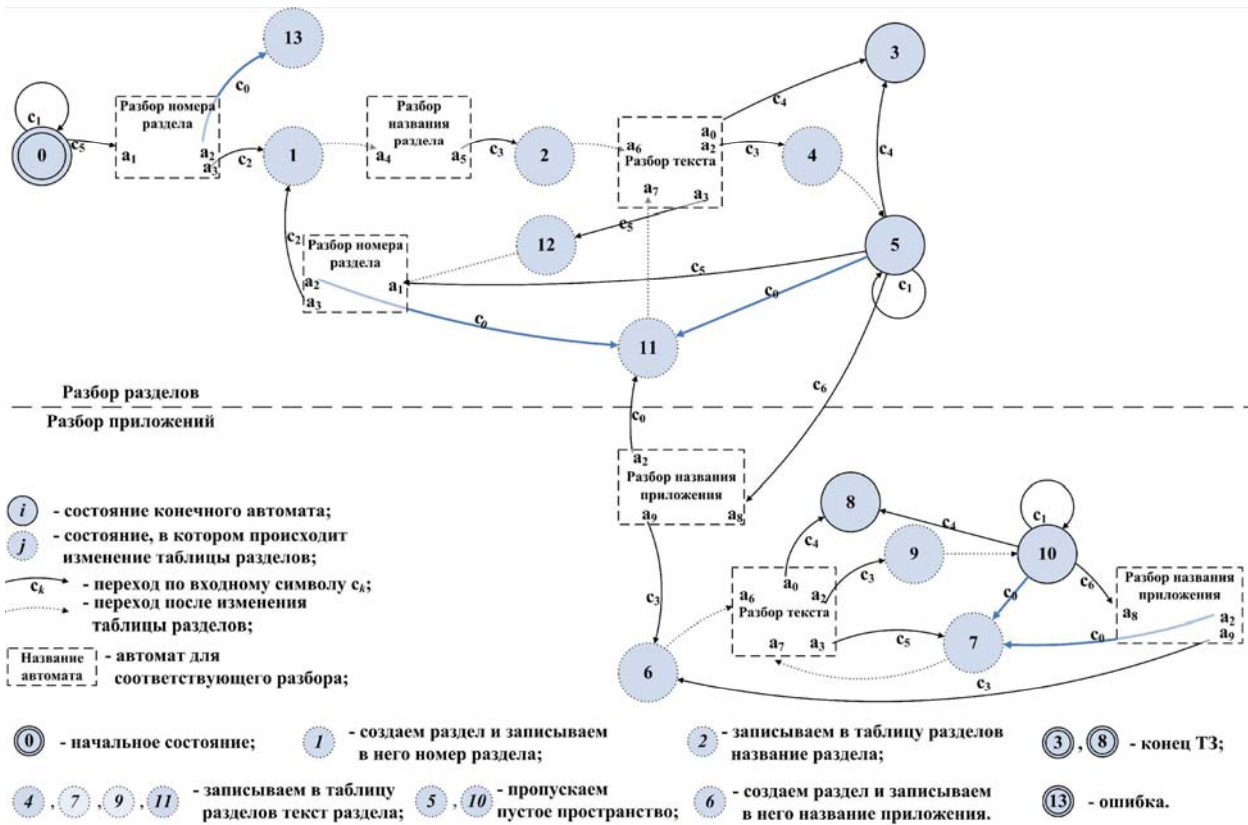 13
3
c₀
c₁
c₄
Разбор номера
раздела
Разбор
названия
раздела
c₅
0
a₁
a₂
a₃
c₂
1
a₄
a₅
c₃
2
a₆
a₀
a₂
Разбор текста
a₇
a₃
c₃
4
c₄
c₅
12
5
c₂
Разбор номера
раздела
a₂
a₁
a₃
c₅
c₁
c₀
c₀
11
c₆
Разбор разделов
Разбор приложений
c₀
a₂
Разбор названия
приложения
a₉
a₈
i - состояние конечного автомата;
j - состояние, в котором происходит
изменение таблицы разделов;
cₖ - переход по входному символу cₖ;
- переход после изменения
таблицы разделов;
Название
автомата
- автомат для
соответствующего разбора;
8
c₄
c₁
c₄
9
10
c₃
c₃
a₀
a₆
a₂
Разбор текста
a₇
a₃
c₅
7
c₀
c₆
Разбор названия
приложения
a₈
a₂
a₉
c₀
6
c₃
0 - начальное состояние;
1 - создаем раздел и записываем
в него номер раздела;
2 - записываем в таблицу разделов
название раздела;
3 , 8 - конец ТЗ;
4 , 7 , 9 , 11 - записываем в таблицу
разделов текст раздела;
5 , 10 - пропускаем
пустое пространство;
6 - создаем раздел и записываем
в него название приложения.
13 - ошибка.